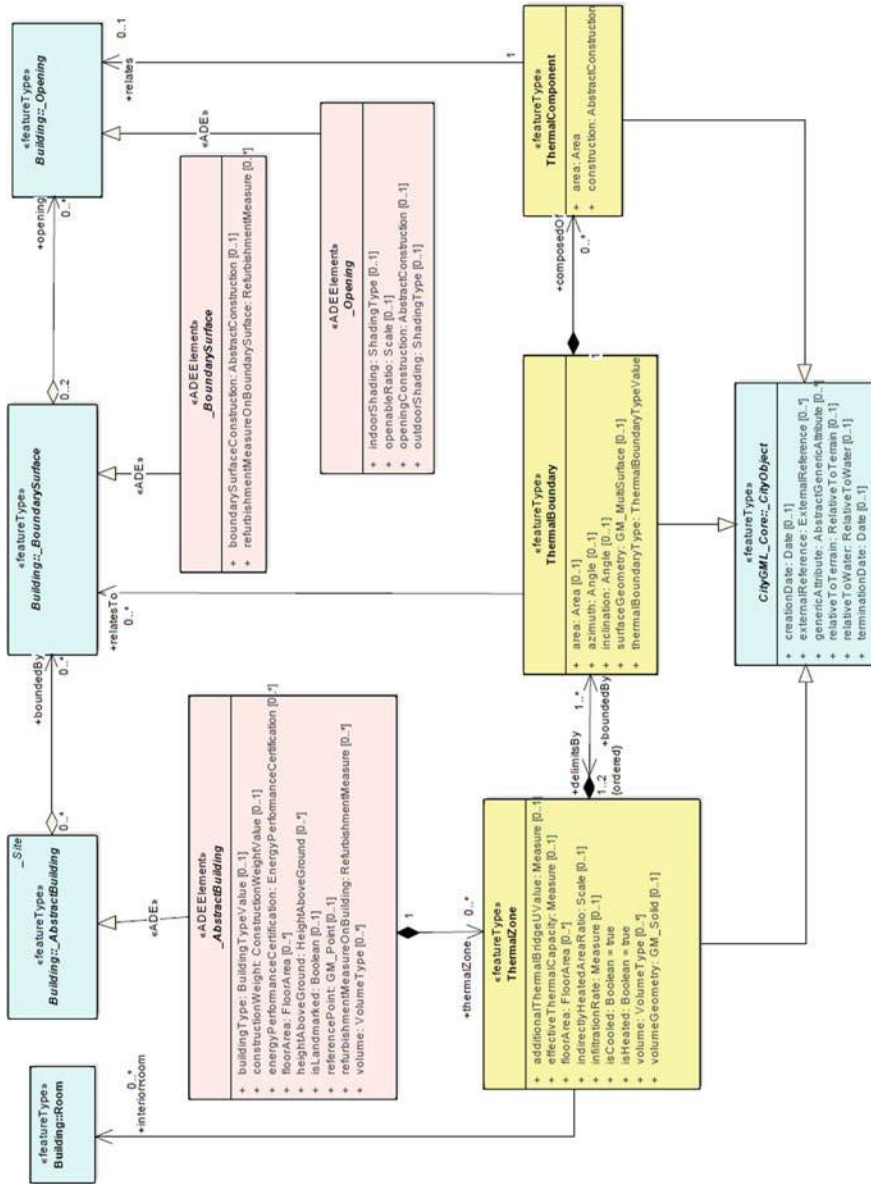 «featureType»
Building::Room
0..*
+interiorRoom
_Site
«featureType»
Building::_AbstractBuilding
0..*
+boundedBy
0..*
«featureType»
Building::_BoundarySurface
0..2
+opening
0..*
«featureType»
Building::_Opening
0..1
+relates
«ADE»
«ADE»
«ADE»
«ADEElement»
_AbstractBuilding
+ buildingType: BuildingTypeValue [0..1]
+ constructionWeight: ConstructionWeightValue [0..1]
+ energyPerformanceCertification: EnergyPerformanceCertification [0..*]
+ floorArea: FloorArea [0..*]
+ heightAboveGround: HeightAboveGround [0..*]
+ isLandmarked: Boolean [0..1]
+ referencePoint: GM_Point [0..1]
+ refurbishmentMeasureOnBuilding: RefurbishmentMeasure [0..*]
+ volume: VolumeType [0..*]
+relatesTo
0..*
«ADEElement»
_BoundarySurface
+ boundarySurfaceConstruction: AbstractConstruction [0..1]
+ refurbishmentMeasureOnBoundarySurface: RefurbishmentMeasure [0..*]
«ADEElement»
_Opening
+ indoorShading: ShadingType [0..1]
+ openableRatio: Scale [0..1]
+ openingConstruction: AbstractConstruction [0..1]
+ outdoorShading: ShadingType [0..1]
1
+thermalZone
0..*
«featureType»
ThermalZone
+ additionalThermalBridgeUValue: Measure [0..1]
+ effectiveThermalCapacity: Measure [0..1]
+ floorArea: FloorArea [0..*]
+ indirectlyHeatedAreaRatio: Scale [0..1]
+ infiltrationRate: Measure [0..1]
+ isCooled: Boolean = true
+ isHeated: Boolean = true
+ volume: VolumeType [0..*]
+ volumeGeometry: GM_Solid [0..1]
+delimitsBy
1..*
1..2
+boundedBy
{ordered}
«featureType»
ThermalBoundary
+ area: Area [0..1]
+ azimuth: Angle [0..1]
+ inclination: Angle [0..1]
+ surfaceGeometry: GM_MultiSurface [0..1]
+ thermalBoundaryType: ThermalBoundaryTypeValue
1
+composedOf
0..*
1
«featureType»
ThermalComponent
+ area: Area
+ construction: AbstractConstruction
«featureType»
CityGML_Core::_CityObject
+ creationDate: Date [0..1]
+ externalReference: ExternalReference [0..*]
+ genericAttribute: AbstractGenericAttribute [0..*]
+ relativeToTerrain: RelativeToTerrain [0..1]
+ relativeToWater: RelativeToWater [0..1]
+ terminationDate: Date [0..1]